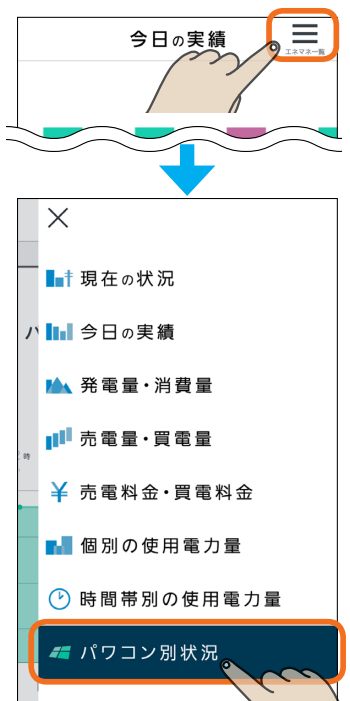 今日の実績
エネマネ一覧
現在の状況
パ
今日の実績
発電量・消費量
時
売電量・買電量
¥ 売電料金・買電料金
個別の使用電力量
時間帯別の使用電力量
パワコン別状況